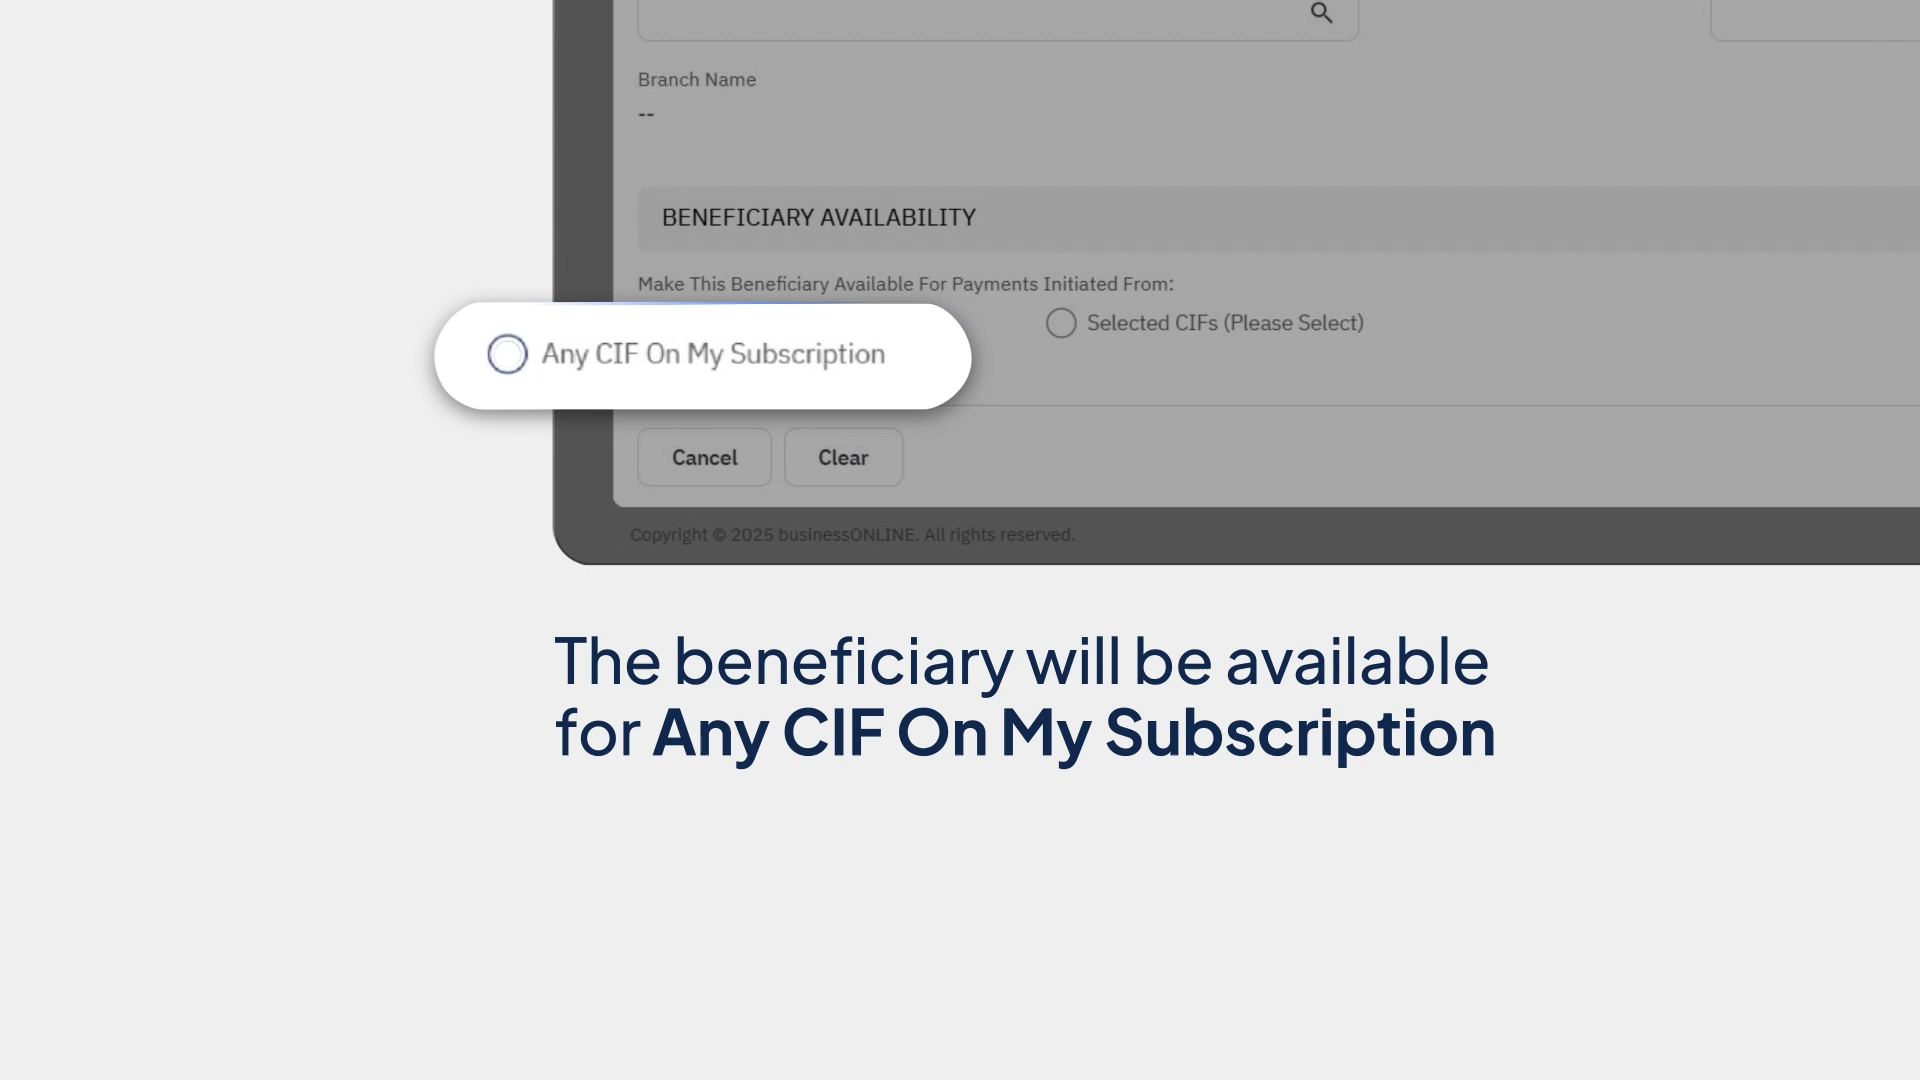 Branch Name
--
BENEFICIARY AVAILABILITY
Make This Beneficiary Available For Payments Initiated From:
Any CIF On My Subscription
Selected CIFs (Please Select)
Cancel
Clear
Copyright © 2025 businessONLINE. All rights reserved.
The beneficiary will be available
for Any CIF On My Subscription